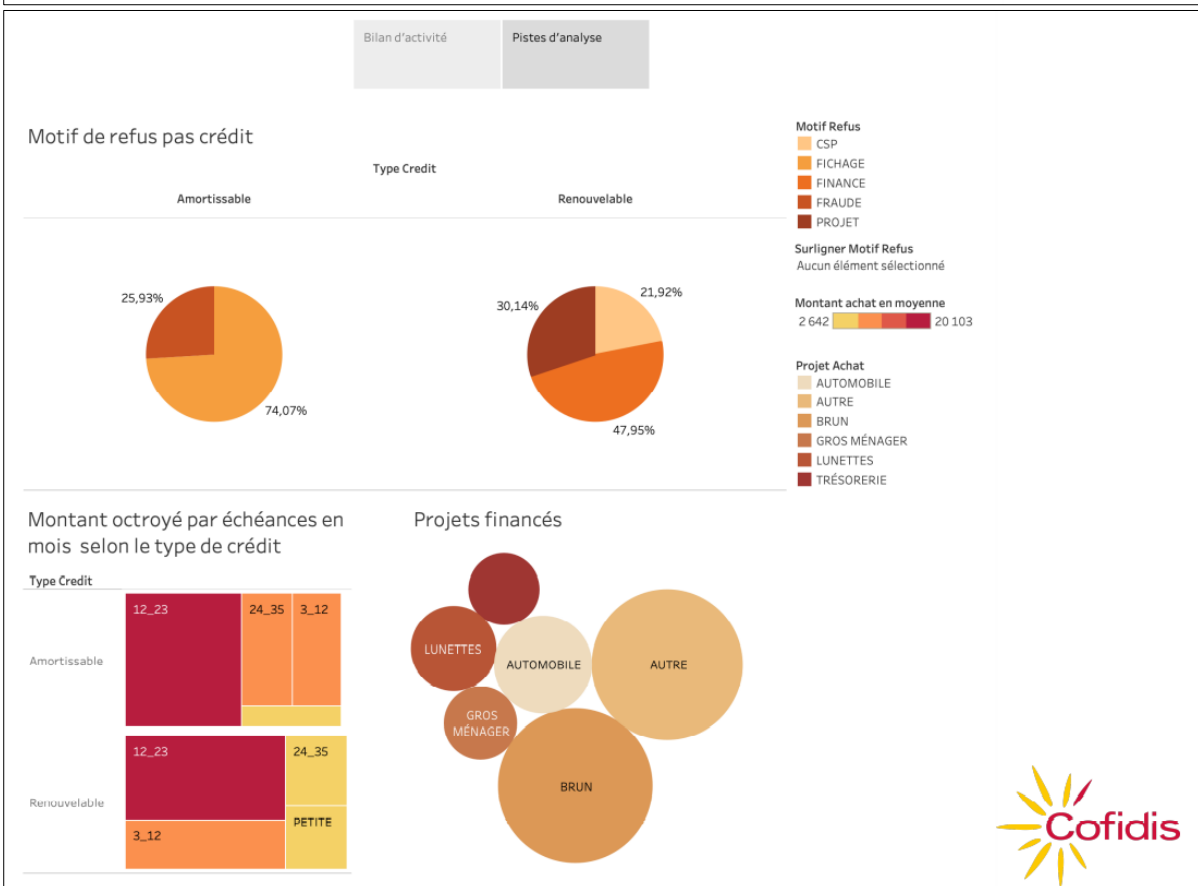 Bilan d'activité
Pistes d'analyse
Motif de refus pas crédit
Type Credit
Amortissable
Renouvelable
25,93%
74,07%
30,14%
21,92%
47,95%
Motif Refus
CSP
FICHAGE
FINANCE
FRAUDE
PROJET
Surligner Motif Refus
Aucun élément sélectionné
Montant achat en moyenne
2 642
20 103
Projet Achat
AUTOMOBILE
AUTRE
BRUN
GROS MÉNAGER
LUNETTES
TRÉSORERIE
Montant octroyé par échéances en
mois selon le type de crédit
Type Credit
Amortissable
12_23
24_35
3_12
Renouvelable
12_23
24_35
3_12
PETITE
Projets financés
LUNETTES
AUTOMOBILE
AUTRE
GROS
MÉNAGER
BRUN
Cofidis